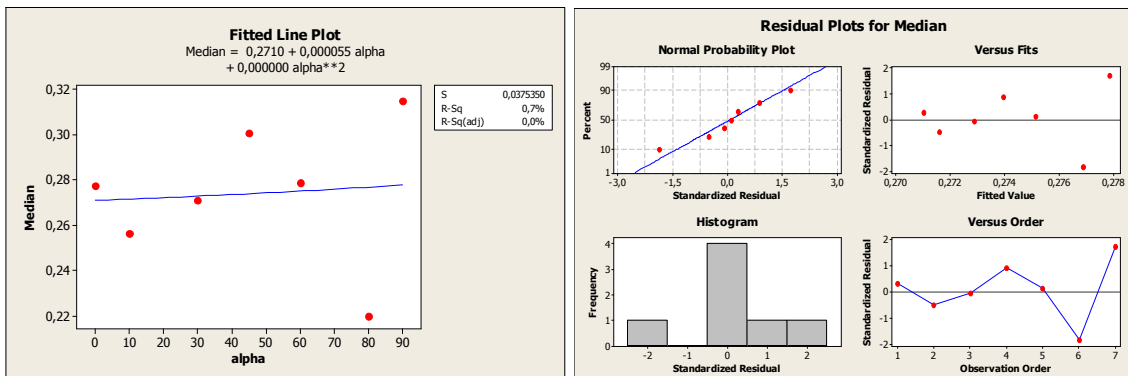 Fitted Line Plot
Median = 0,2710 + 0,000055 alpha
+ 0,000000 alpha**2
S 0,0375350
R-Sq 0,7%
R-Sq(adj) 0,0%
0,32
0,30
0,28
0,26
0,24
0,22
Median
0 10 20 30 40 50 60 70 80 90
alpha
Residual Plots for Median
Normal Probability Plot
99
90
50
10
1
Percent
-3,0 -1,5 0,0 1,5 3,0
Standardized Residual
Versus Fits
2
1
0
-1
-2
Standardized Residual
0,270 0,272 0,274 0,276 0,278
Fitted Value
Histogram
4
3
2
1
0
Frequency
-2 -1 0 1 2
Standardized Residual
Versus Order
2
1
0
-1
-2
Standardized Residual
1 2 3 4 5 6 7
Observation Order